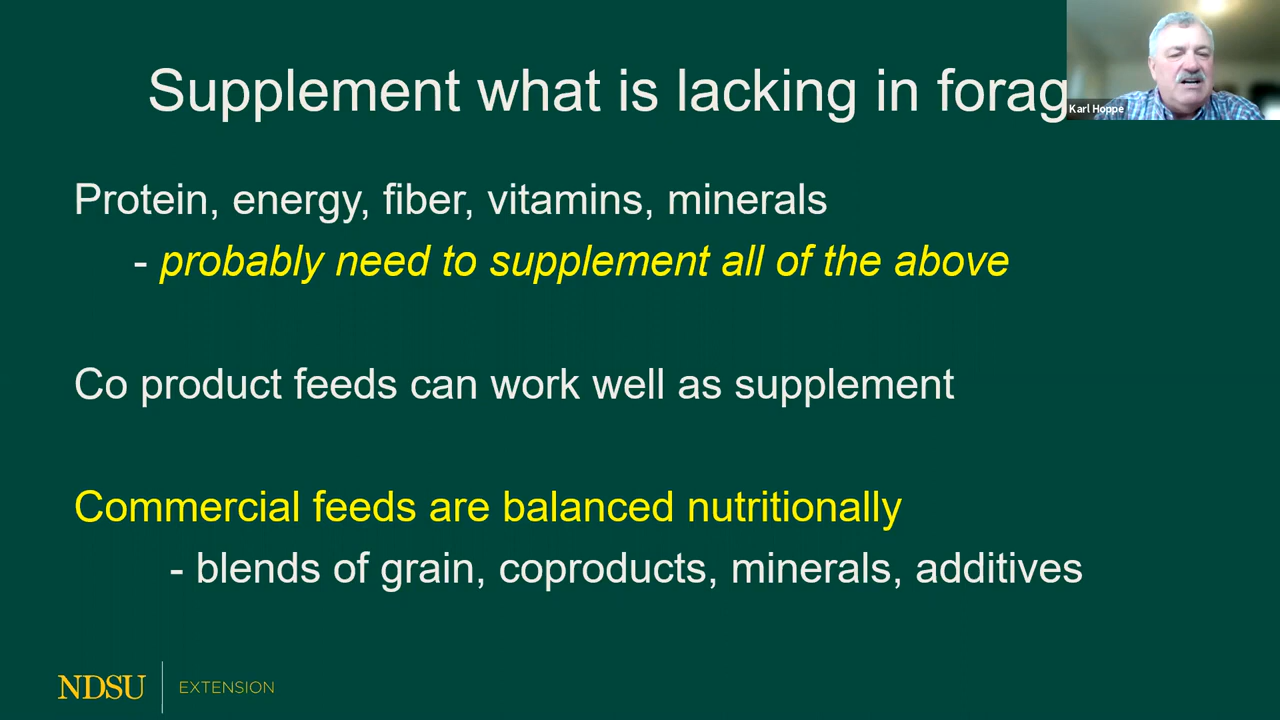 Supplement what is lacking in forag
Karl Hoppe
Protein, energy, fiber, vitamins, minerals
- probably need to supplement all of the above
Co product feeds can work well as supplement
Commercial feeds are balanced nutritionally
- blends of grain, coproducts, minerals, additives
NDSU EXTENSION